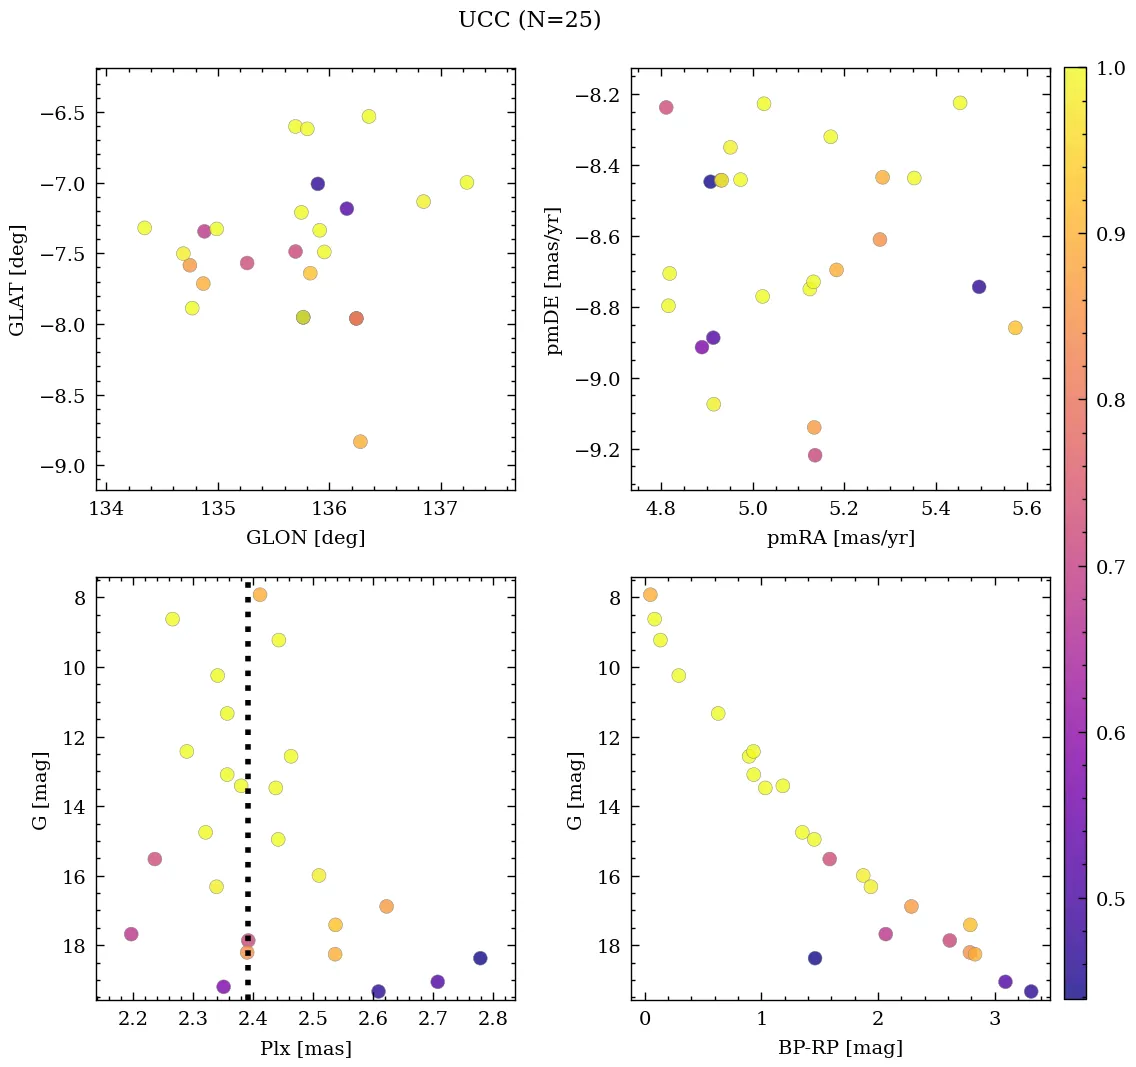 UCC (N=25)
−6.5
−7.0
−7.5
−8.0
−8.5
−9.0
GLAT [deg]
134 135 136 137
GLON [deg]
−8.2
−8.4
−8.6
−8.8
−9.0
−9.2
pmDE [mas/yr]
4.8 5.0 5.2 5.4 5.6
pmRA [mas/yr]
1.0
0.9
0.8
0.7
0.6
0.5
8
10
12
14
16
18
G [mag]
2.2 2.3 2.4 2.5 2.6 2.7 2.8
Plx [mas]
8
10
12
14
16
18
G [mag]
0 1 2 3
BP-RP [mag]